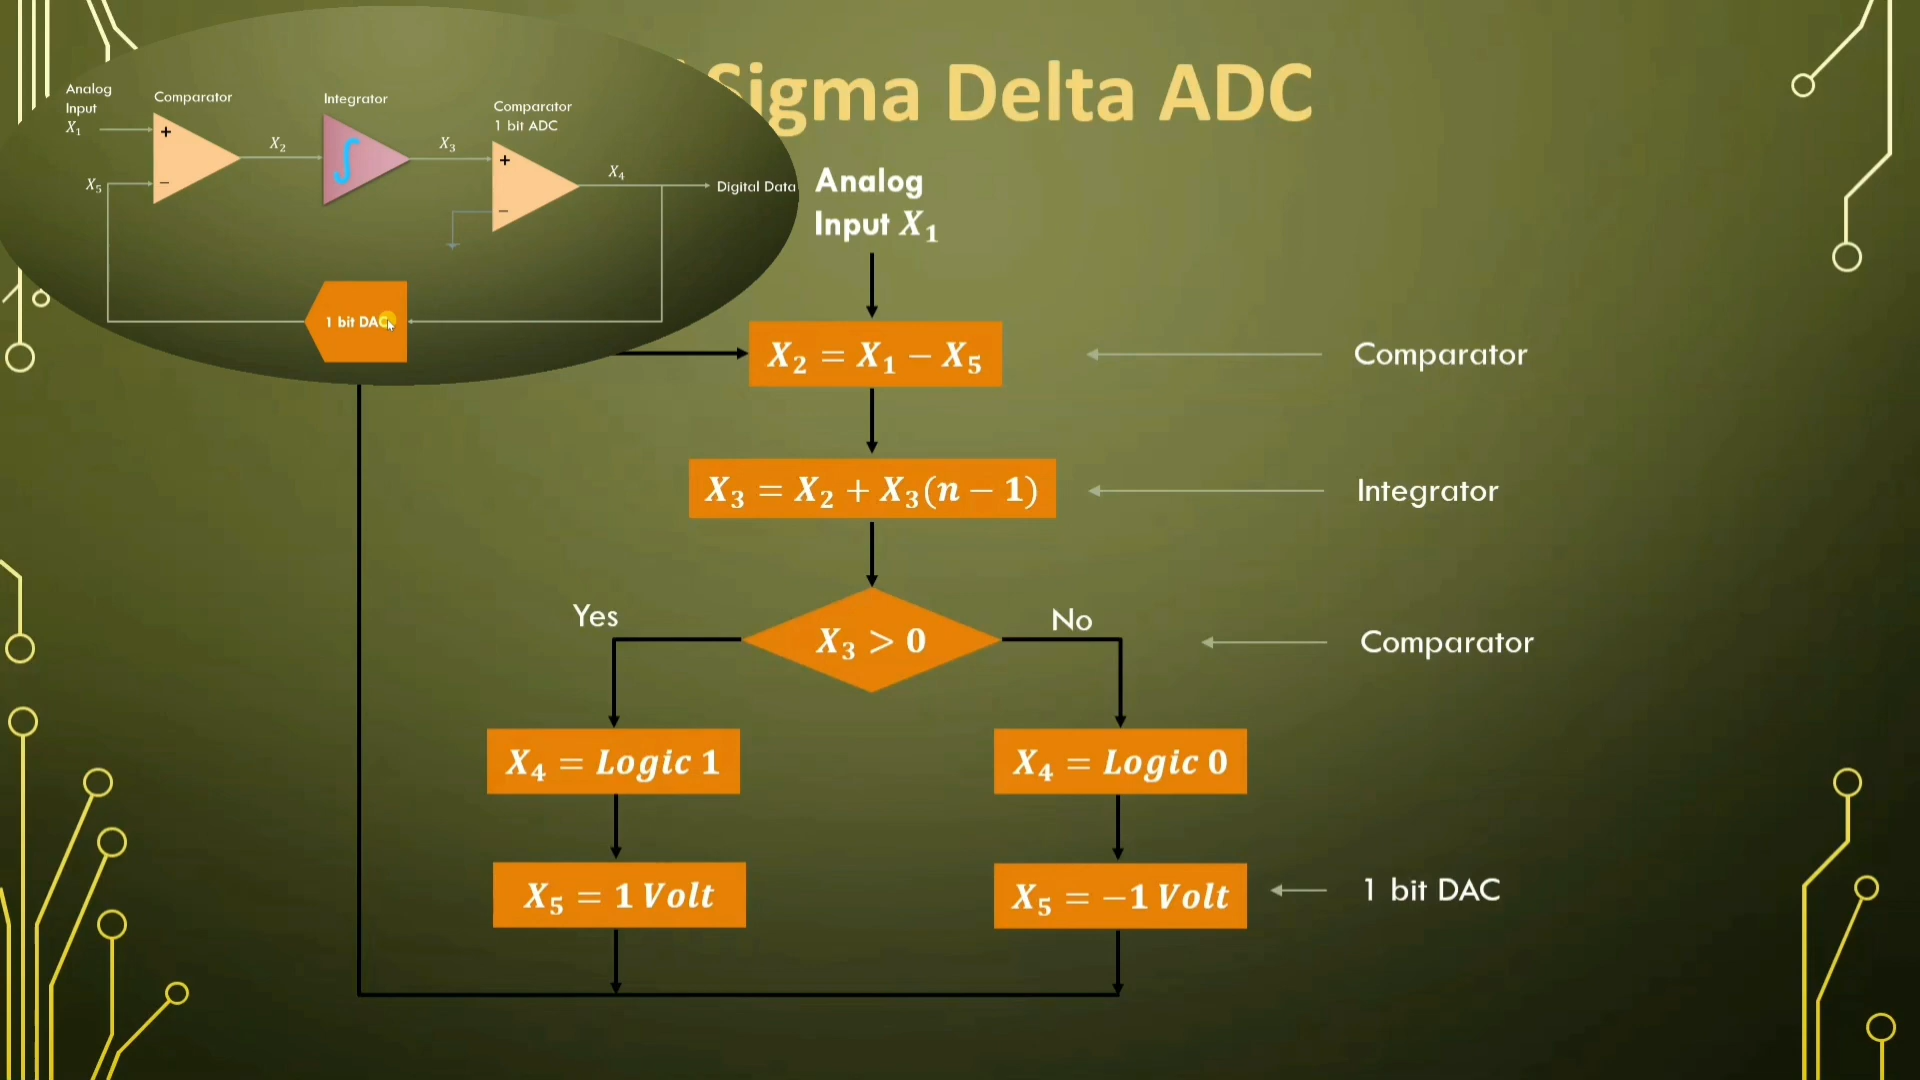 Sigma Delta ADC
Analog
Input
X₁
Comparator
+
−
X₅
X₂
Integrator
∫
X₃
Comparator
1 bit ADC
+
−
X₄
Digital Data
1 bit DAC
Analog
Input X₁
X₂ = X₁ − X₅
Comparator
X₃ = X₂ + X₃(n − 1)
Integrator
Yes
X₃ > 0
No
Comparator
X₄ = Logic 1
X₄ = Logic 0
X₅ = 1 Volt
X₅ = −1 Volt
1 bit DAC